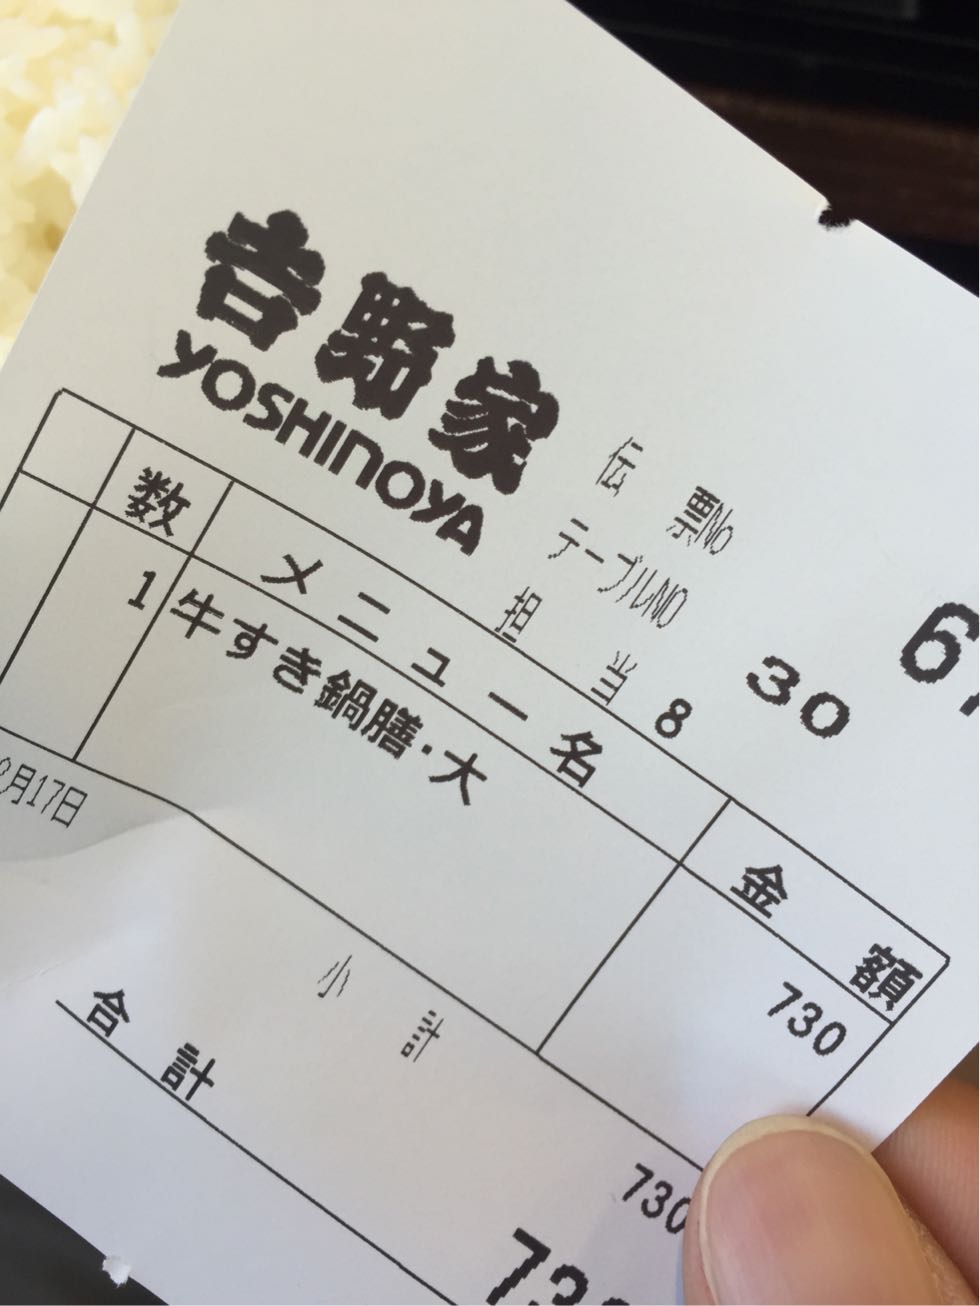 吉野家
YOSHINOYA
伝票No
テーブルNO 30
担当 8
数 メニュー名 金額
1 牛すき鍋膳・大 730
月17日
小計 730
合計